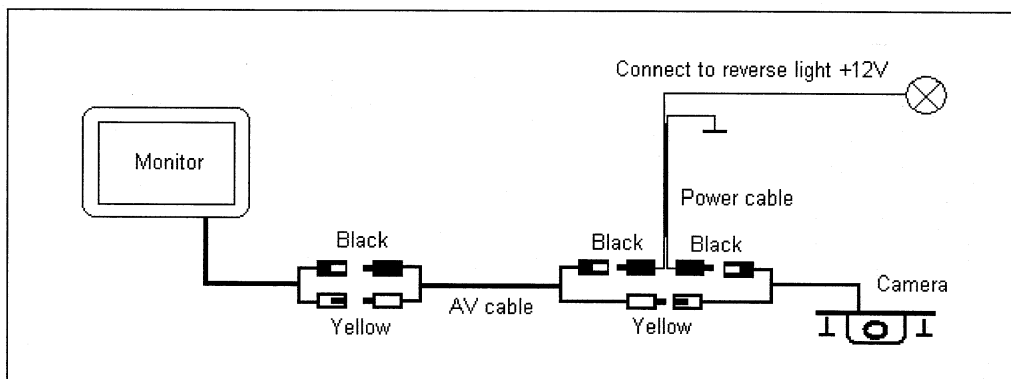 Connect to reverse light +12V
Monitor
Power cable
Black
Black
Black
Camera
AV cable
Yellow
Yellow